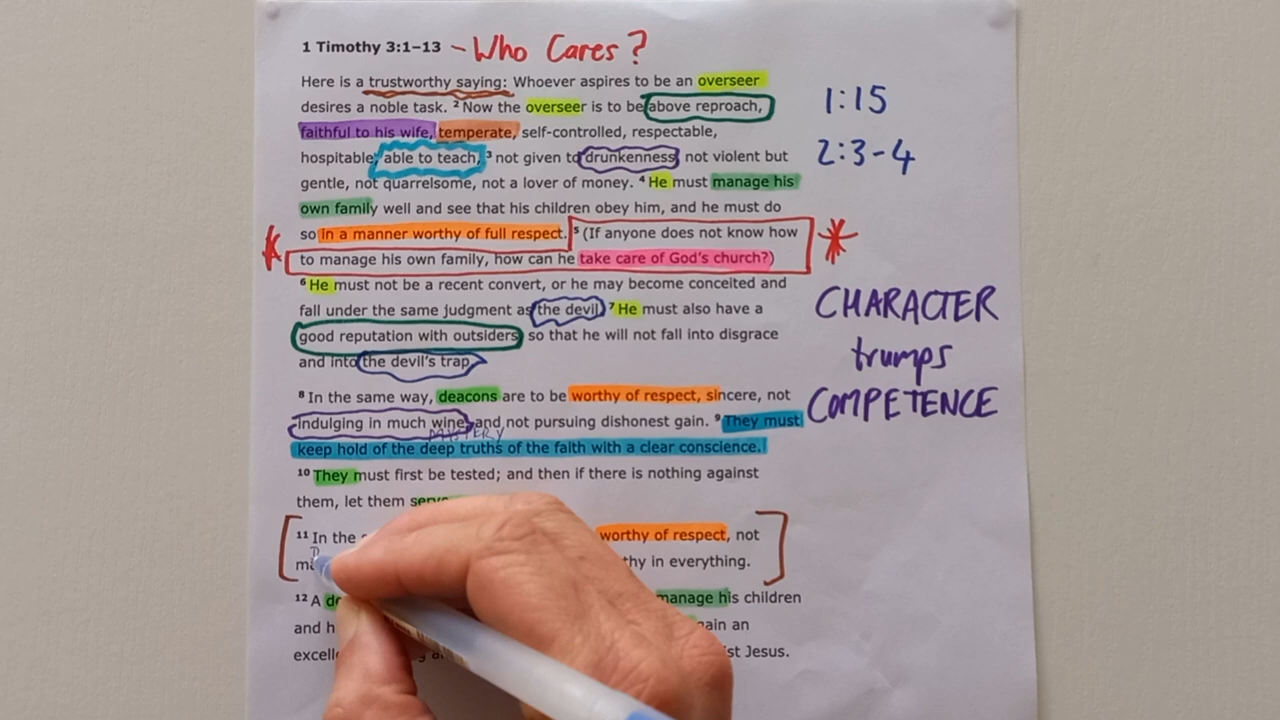 1 Timothy 3:1–13 – Who Cares?
Here is a trustworthy saying: Whoever aspires to be an overseer
desires a noble task. ² Now the overseer is to be above reproach,
faithful to his wife, temperate, self-controlled, respectable,
hospitable, able to teach, ³ not given to drunkenness, not violent but
gentle, not quarrelsome, not a lover of money. ⁴ He must manage his
own family well and see that his children obey him, and he must do
so in a manner worthy of full respect. ⁵ (If anyone does not know how
to manage his own family, how can he take care of God's church?)
⁶ He must not be a recent convert, or he may become conceited and
fall under the same judgment as the devil. ⁷ He must also have a
good reputation with outsiders, so that he will not fall into disgrace
and into the devil's trap.
⁸ In the same way, deacons are to be worthy of respect, sincere, not
indulging in much wine, and not pursuing dishonest gain. ⁹ They must
MYSTERY
keep hold of the deep truths of the faith with a clear conscience.
¹⁰ They must first be tested; and then if there is nothing against
them, let them serve
¹¹ In the worthy of respect, not
in everything.
¹² A manage his children
and an
Jesus.
1:15
2:3-4
CHARACTER
trumps
COMPETENCE